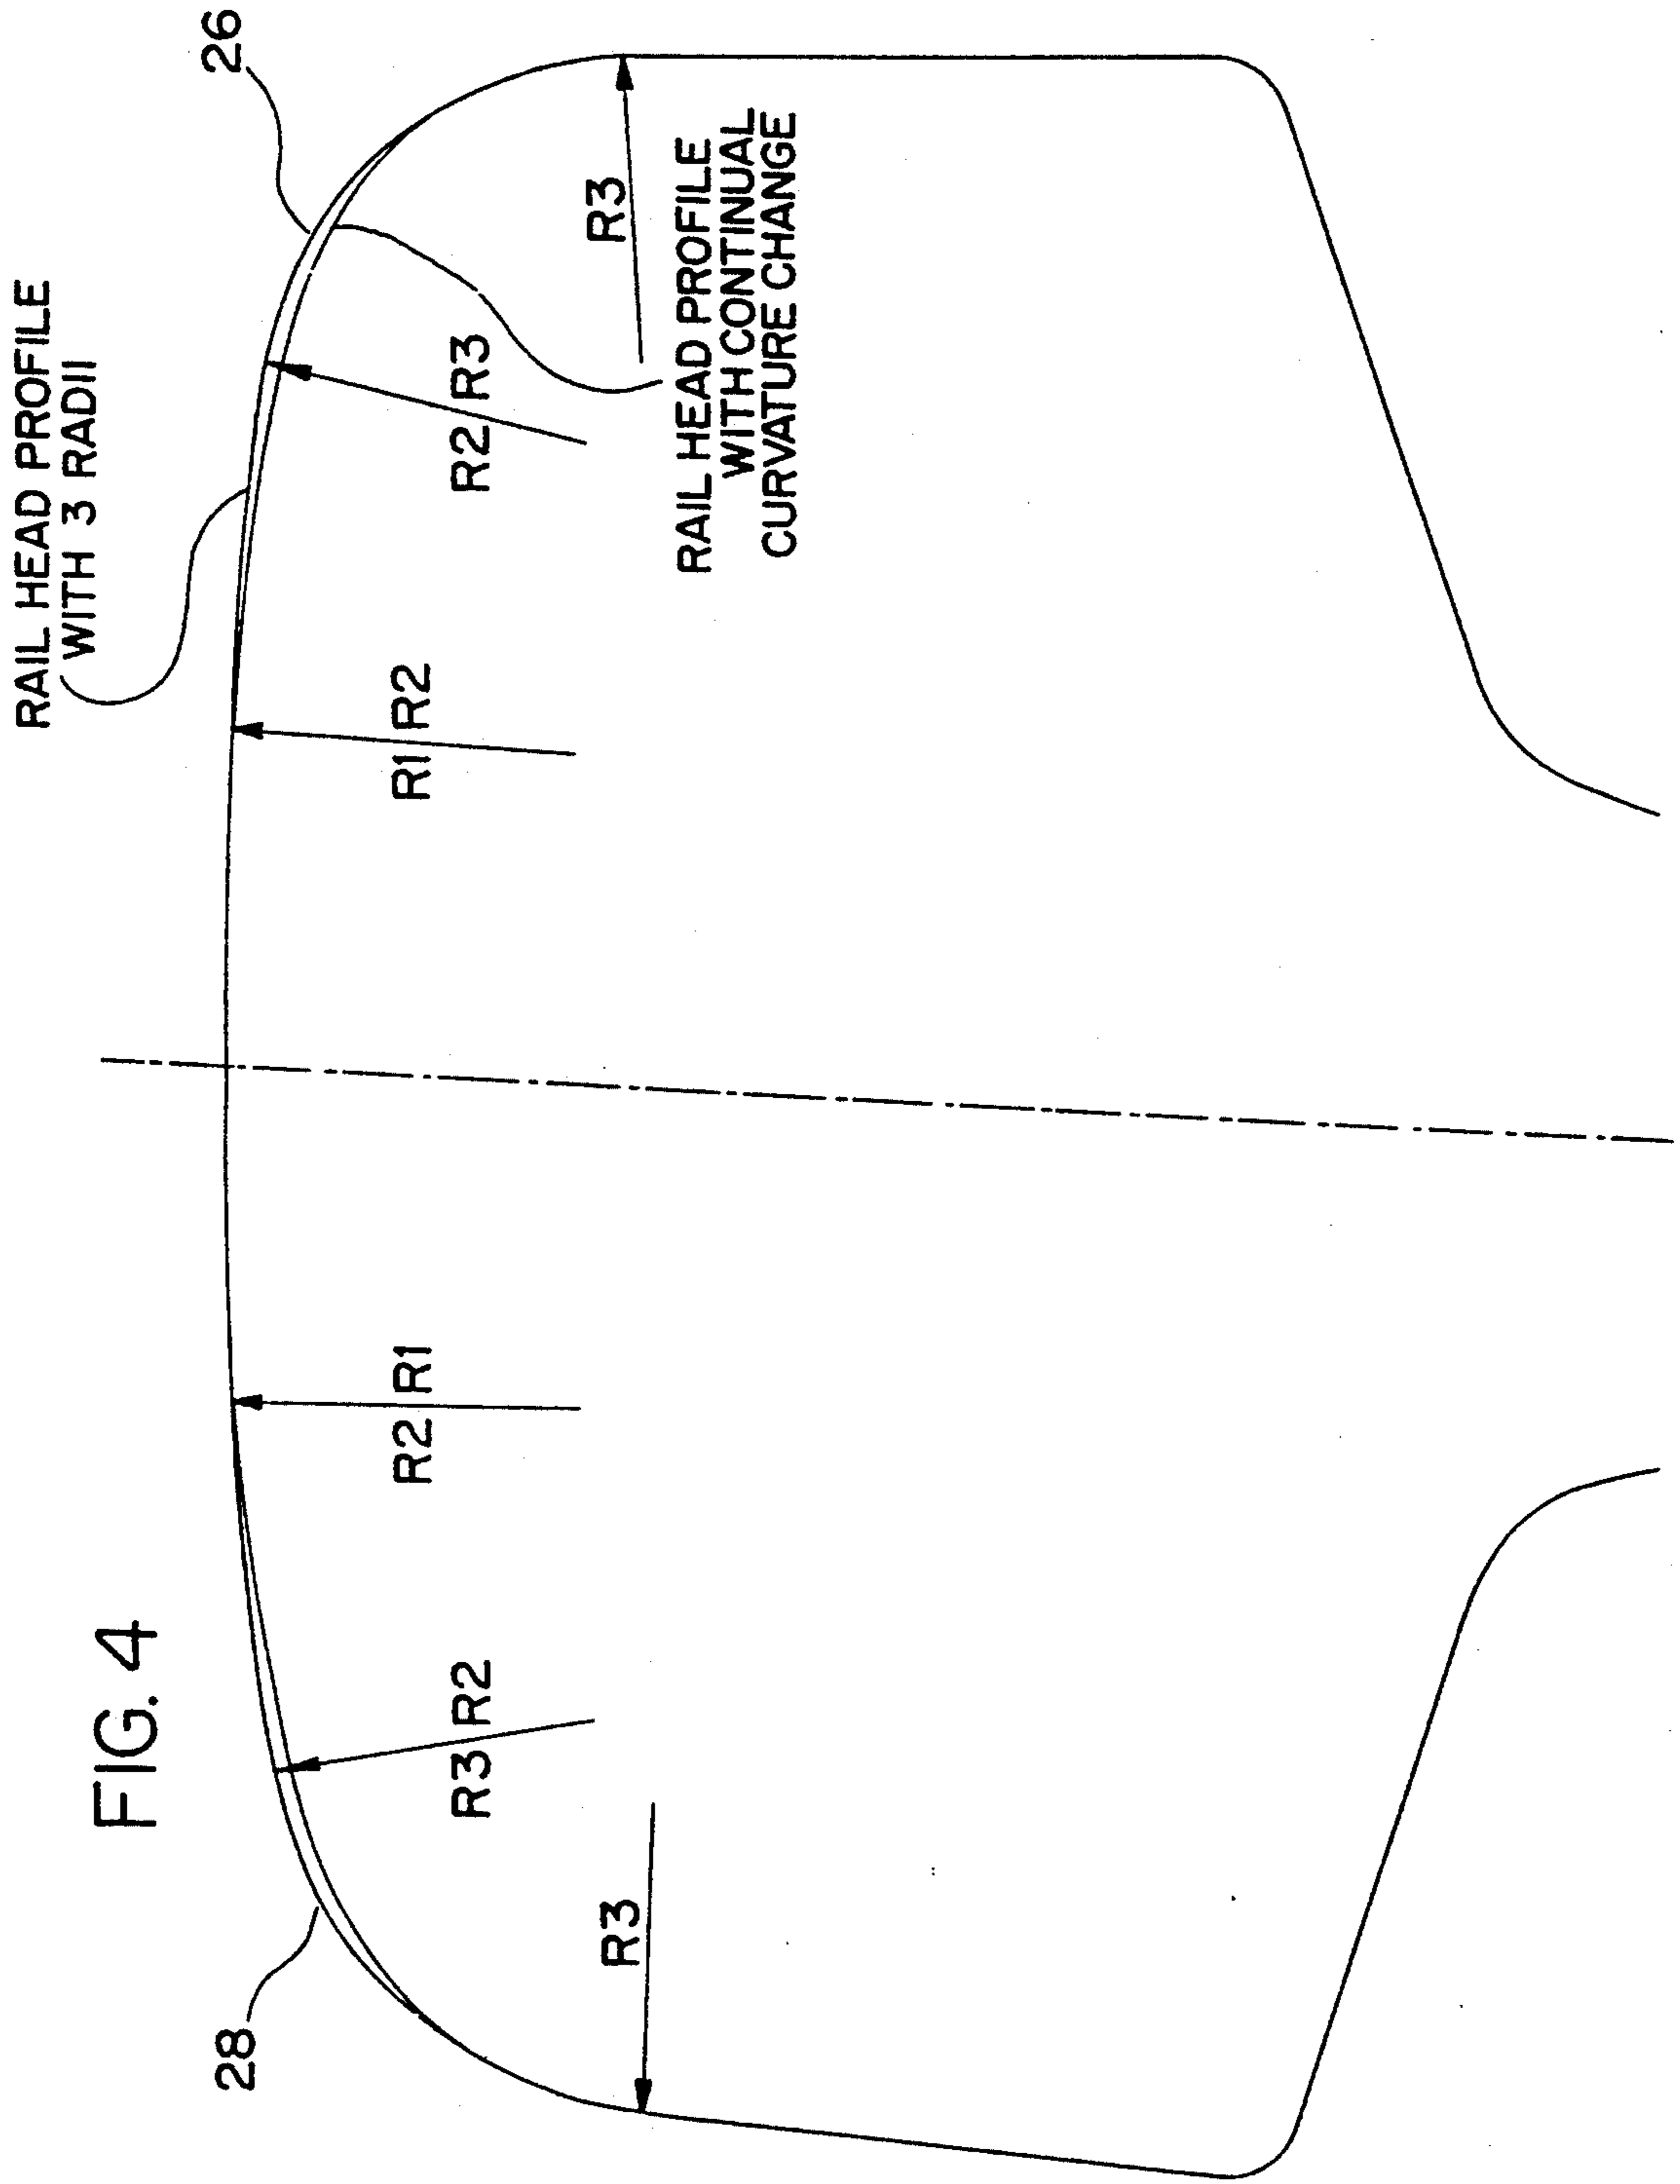 FIG. 4
RAIL HEAD PROFILE
WITH 3 RADII
26
28
R2 R1
R1 R2
R3 R2
R2 R3
R3
R3
RAIL HEAD PROFILE
WITH CONTINUAL
CURVATURE CHANGE